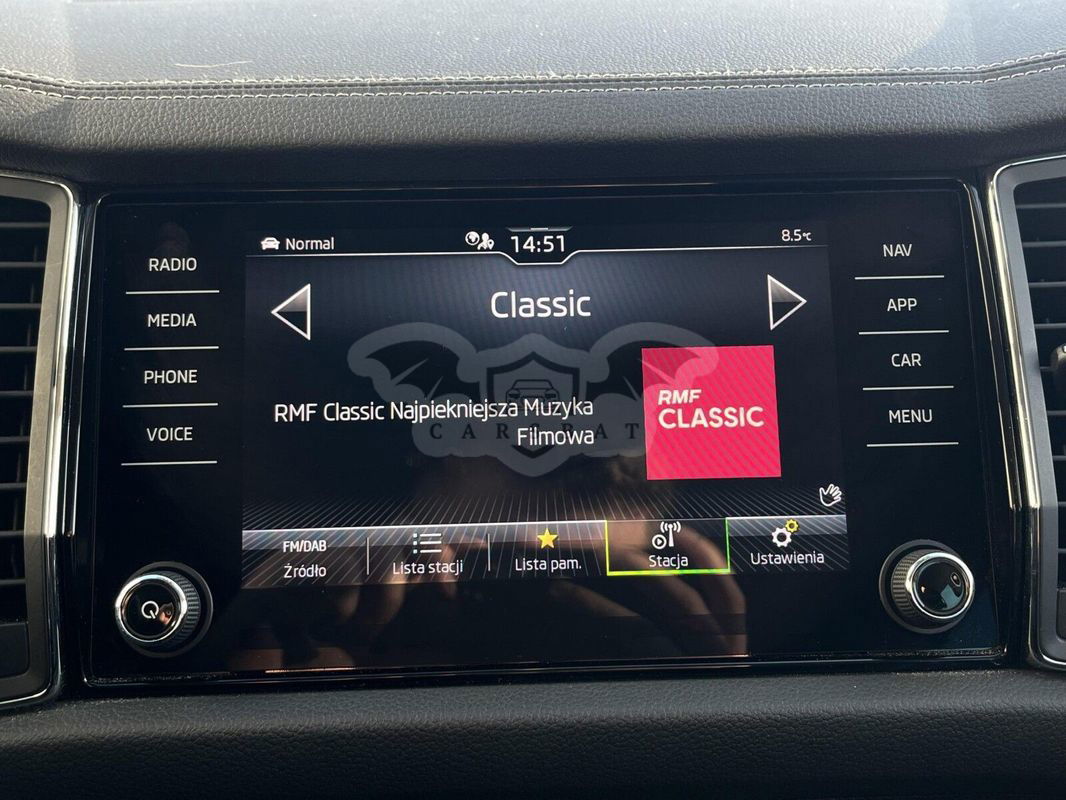 Normal
14:51
8.5°C
RADIO
MEDIA
PHONE
VOICE
NAV
APP
CAR
MENU
Classic
RMF Classic Najpiekniejsza Muzyka
Filmowa
RMF
CLASSIC
FM/DAB
Źródło
Lista stacji
Lista pam.
Stacja
Ustawienia